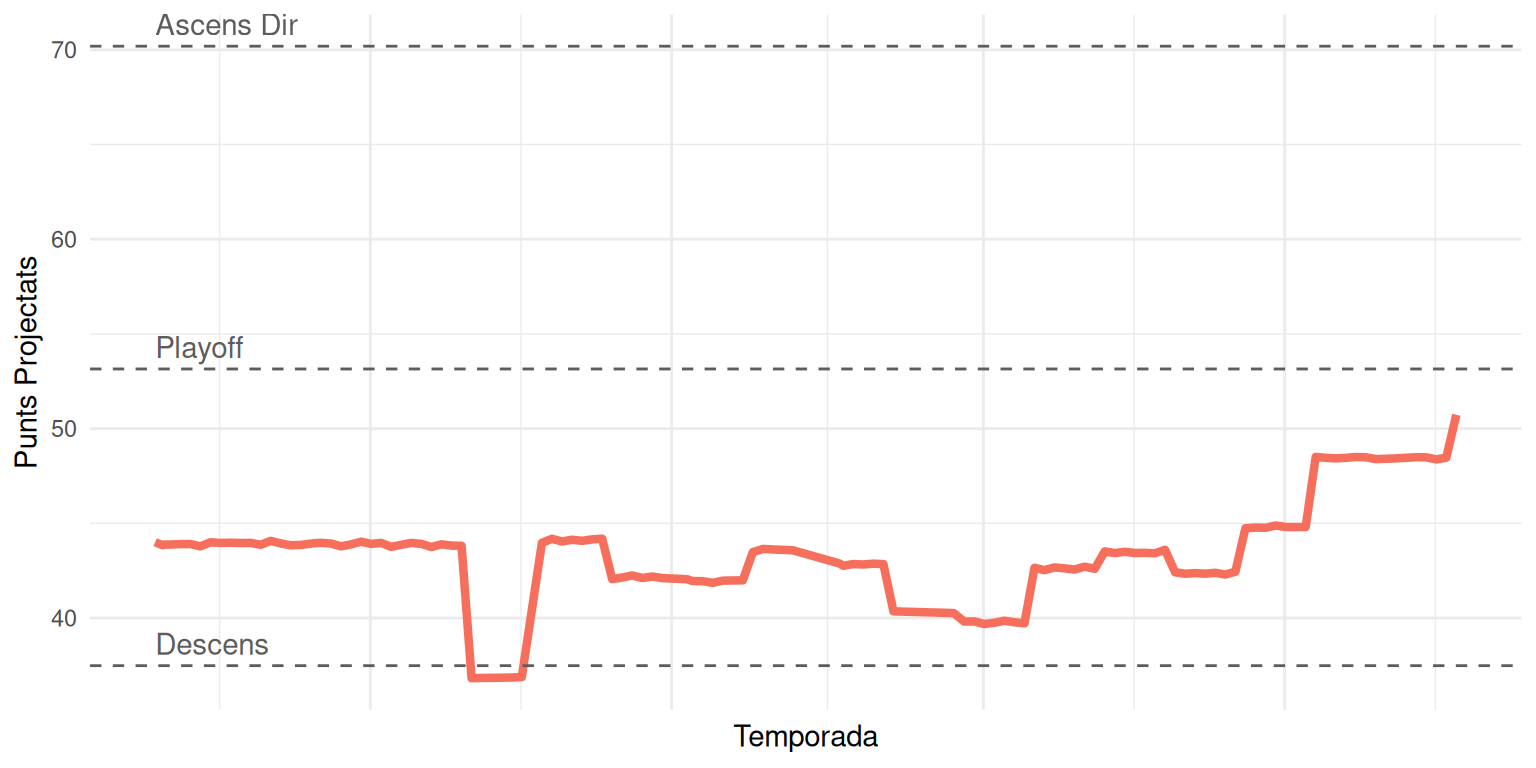 Ascens Dir
70
60
Punts Projectats
Playoff
50
40
Descens
Temporada